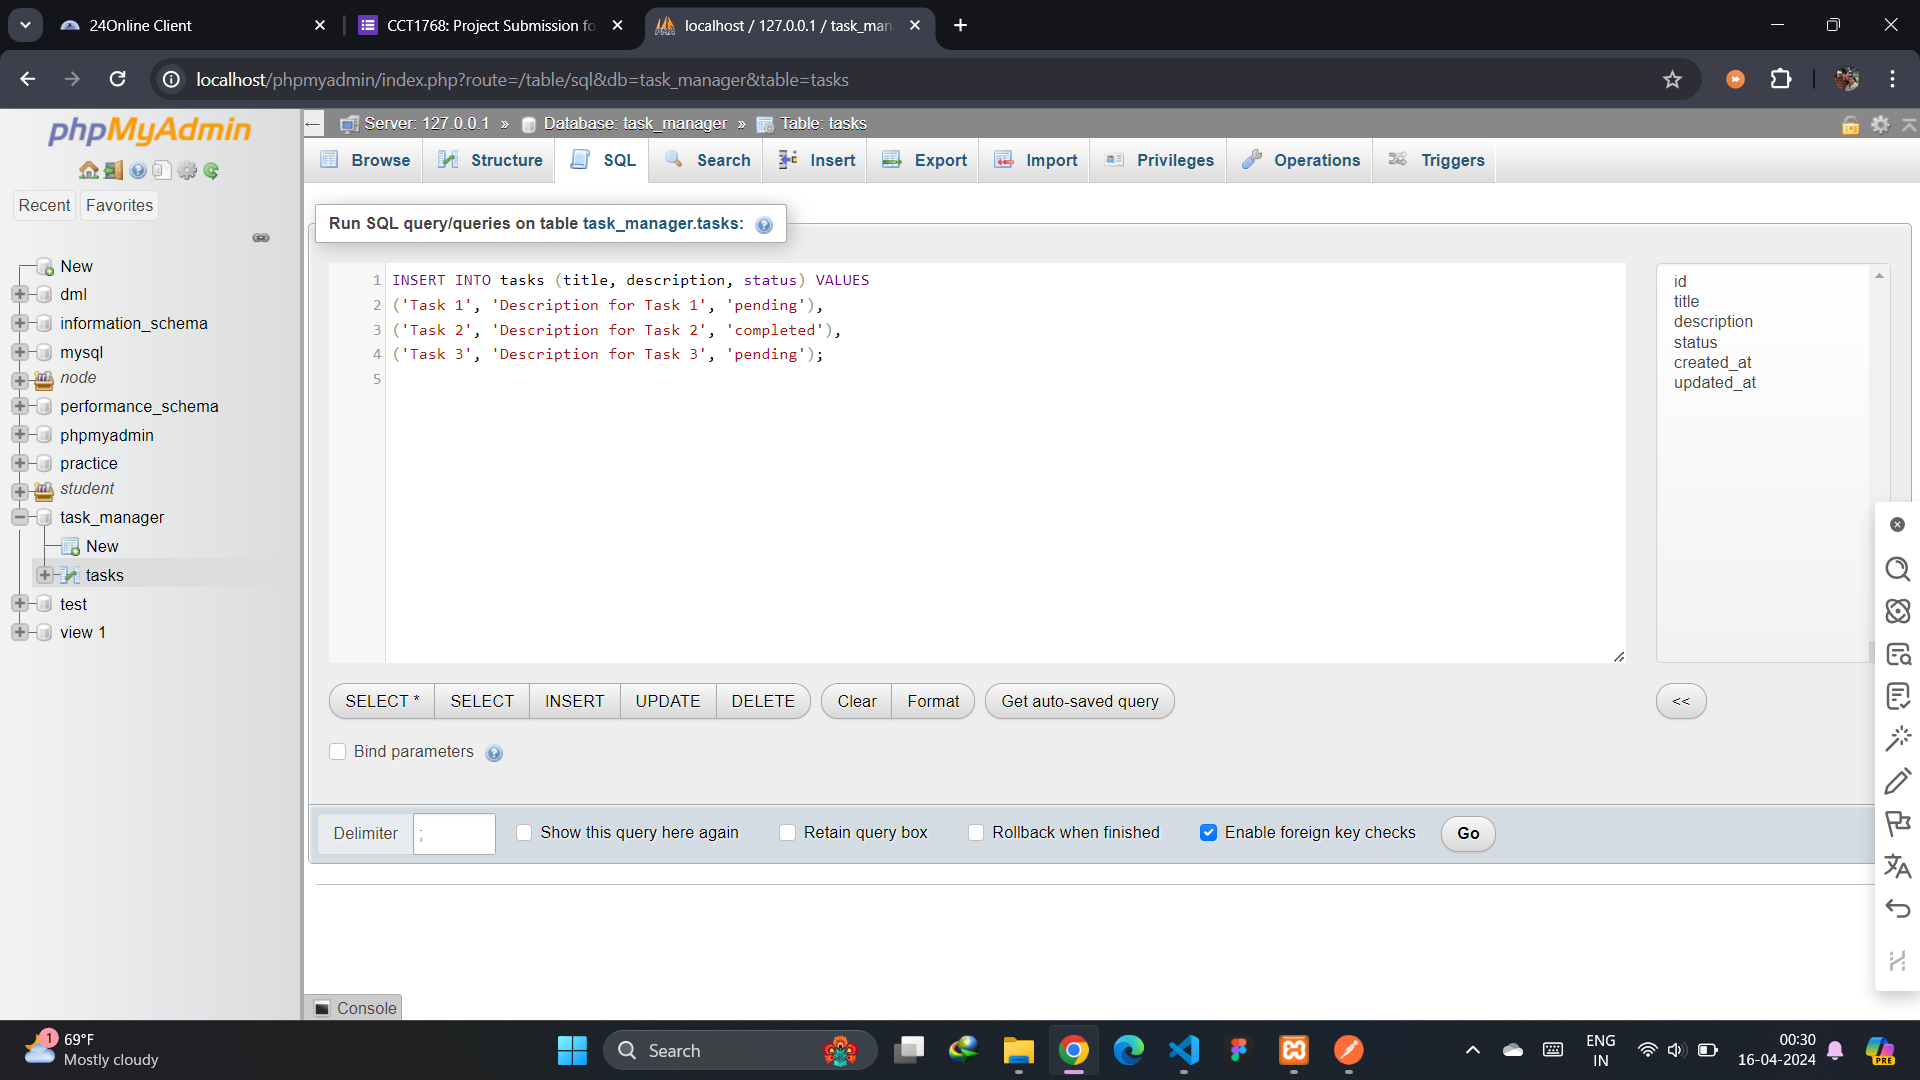 24Online Client
CCT1768: Project Submission fo
localhost / 127.0.0.1 / task_man
localhost/phpmyadmin/index.php?route=/table/sql&db=task_manager&table=tasks
phpMyAdmin
Recent Favorites
New
dml
information_schema
mysql
node
performance_schema
phpmyadmin
practice
student
task_manager
New
tasks
test
view 1
Server: 127.0.0.1 » Database: task_manager » Table: tasks
Browse Structure SQL Search Insert Export Import Privileges Operations Triggers
Run SQL query/queries on table task_manager.tasks:
1 INSERT INTO tasks (title, description, status) VALUES
2 ('Task 1', 'Description for Task 1', 'pending'),
3 ('Task 2', 'Description for Task 2', 'completed'),
4 ('Task 3', 'Description for Task 3', 'pending');
5
id
title
description
status
created_at
updated_at
SELECT * SELECT INSERT UPDATE DELETE Clear Format Get auto-saved query <<
Bind parameters
Delimiter ; Show this query here again Retain query box Rollback when finished Enable foreign key checks Go
Console
1 69°F
Mostly cloudy
Search
ENG
IN
00:30
16-04-2024
PRE